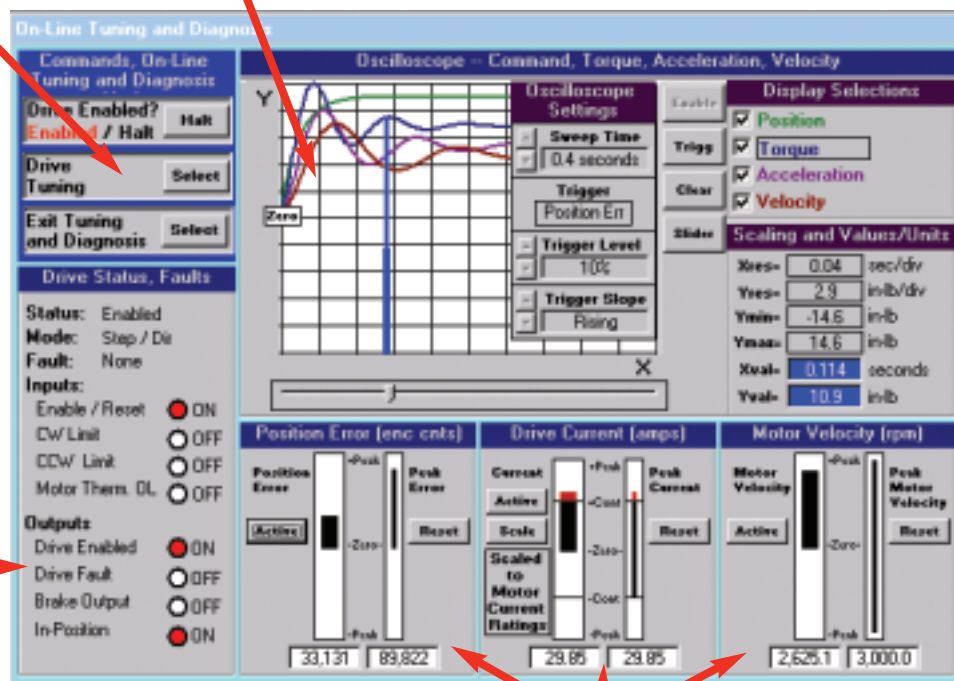 On-Line Tuning and Diagnosis
Commands, On-Line
Tuning and Diagnosis
Drive Enabled?
Enabled / Halt
Halt
Drive
Tuning
Select
Exit Tuning
and Diagnosis
Select
Drive Status, Faults
Status: Enabled
Mode: Step / Dir
Fault: None
Inputs:
Enable / Reset ON
CW Limit OFF
CCW Limit OFF
Motor Therm. OL OFF
Outputs
Drive Enabled ON
Drive Fault OFF
Brake Output OFF
In-Position ON
Oscilloscope -- Command, Torque, Acceleration, Velocity
Y
Zero
X
Oscilloscope
Settings
Sweep Time
0.4 seconds
Trigger
Position Err
Trigger Level
10%
Trigger Slope
Rising
Enable
Trigg
Clear
Slider
Display Selections
Position
Torque
Acceleration
Velocity
Scaling and Values/Units
Xres= 0.04 sec/div
Yres= 2.9 in-lb/div
Ymin= -14.6 in-lb
Ymax= 14.6 in-lb
Xval= 0.114 seconds
Yval= 10.9 in-lb
Position Error (enc cnts)
Position
Error
Active
-Peak
-Zero-
-Peak
Peak
Error
Reset
33,131 89,822
Drive Current (amps)
Current
Active
Scale
Scaled
to
Motor
Current
Ratings
-Peak
-Cont
-Zero-
-Cont
-Peak
Peak
Current
Reset
29.85 29.85
Motor Velocity (rpm)
Motor
Velocity
Active
-Peak
-Zero-
-Peak
Peak
Motor
Velocity
Reset
2,625.1 3,000.0